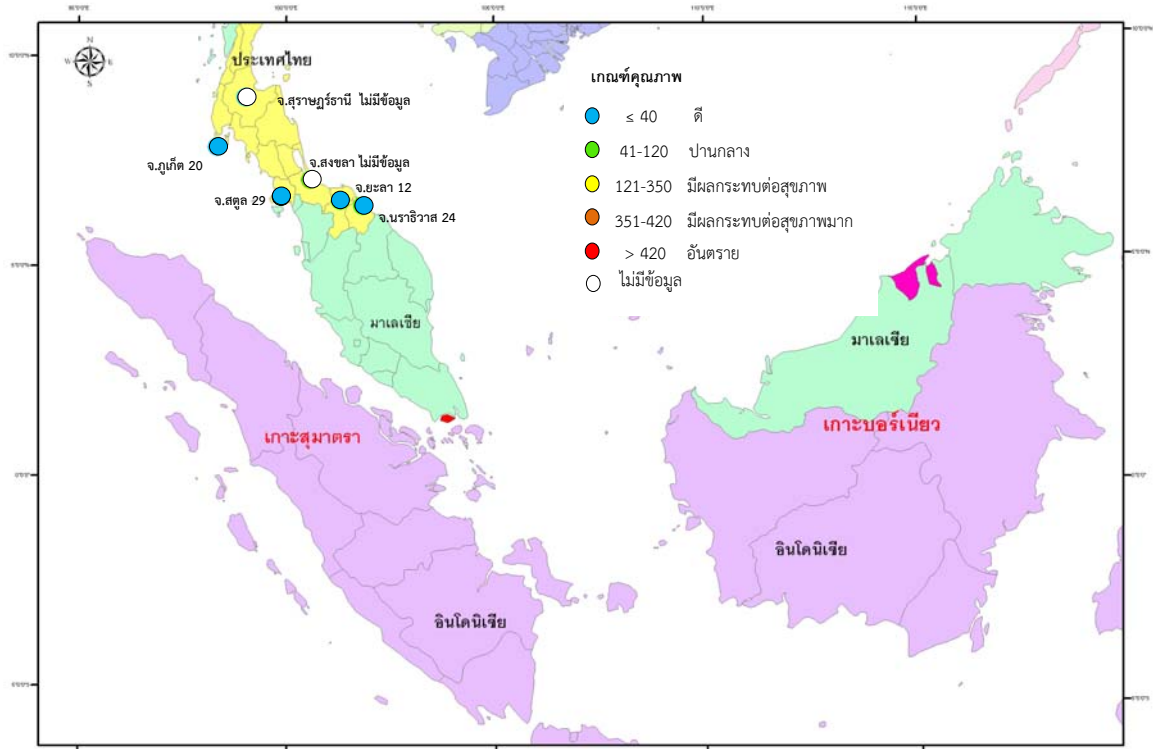 N
W E
S
ประเทศไทย
จ.สุราษฏร์ธานี ไม่มีข้อมูล
จ.ภูเก็ต 20
จ.สงขลา ไม่มีข้อมูล
จ.ยะลา 12
จ.สตูล 29
จ.นราธิวาส 24
เกณฑ์คุณภาพ
≤ 40 ดี
41-120 ปานกลาง
121-350 มีผลกระทบต่อสุขภาพ
351-420 มีผลกระทบต่อสุขภาพมาก
> 420 อันตราย
ไม่มีข้อมูล
มาเลเซีย
มาเลเซีย
เกาะสุมาตรา
เกาะบอร์เนียว
อินโดนิเซีย
อินโดนิเซีย